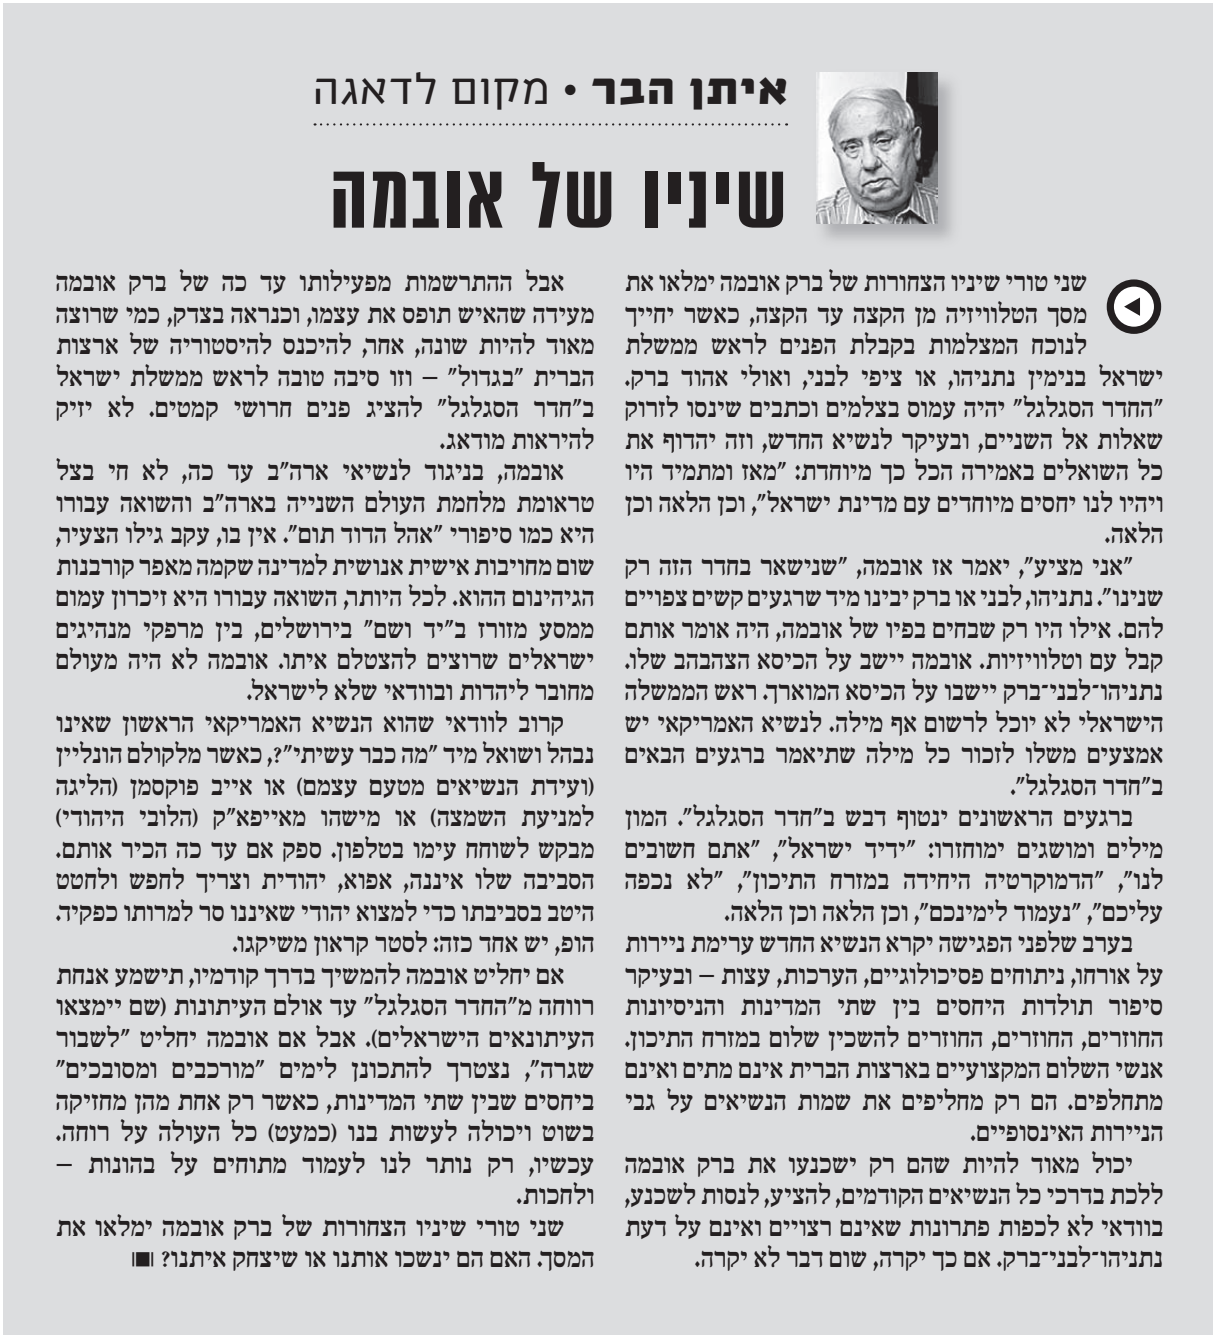 איתן הבר • מקום לדאגה
שיניו של אובמה
שני טורי שיניו הצחורות של ברק אובמה ימלאו את
מסך הטלוויזיה מן הקצה עד הקצה, כאשר יחייך
לנוכח המצלמות בקבלת הפנים לראש ממשלת
ישראל בנימין נתניהו, או ציפי לבני, ואולי אהוד ברק.
"החדר הסגלגל" יהיה עמוס בצלמים וכתבים שינסו לזרוק
שאלות אל השניים, ובעיקר לנשיא החדש, וזה יהדוף את
כל השואלים באמירה הכל כך מיוחדת: "מאז ומתמיד היו
ויהיו לנו יחסים מיוחדים עם מדינת ישראל", וכן הלאה וכן
הלאה.
"אני מציע", יאמר אז אובמה, "שנישאר בחדר הזה רק
שנינו". נתניהו, לבני או ברק יבינו מיד שרגעים קשים צפויים
להם. אילו היו רק שבחים בפיו של אובמה, היה אומר אותם
קבל עם וטלוויזיות. אובמה יישב על הכיסא הצהבהב שלו.
נתניהו־לבני־ברק יישבו על הכיסא המוארך. ראש הממשלה
הישראלי לא יוכל לרשום אף מילה. לנשיא האמריקאי יש
אמצעים משלו לזכור כל מילה שתיאמר ברגעים הבאים
ב"חדר הסגלגל".
ברגעים הראשונים ינטוף דבש ב"חדר הסגלגל". המון
מילים ומושגים ימוחזרו: "ידיד ישראל", "אתם חשובים
לנו", "הדמוקרטיה היחידה במזרח התיכון", "לא נכפה
עליכם", "נעמוד לימינכם", וכן הלאה וכן הלאה.
בערב שלפני הפגישה יקרא הנשיא החדש ערימת ניירות
על אורחו, ניתוחים פסיכולוגיים, הערכות, עצות – ובעיקר
סיפור תולדות היחסים בין שתי המדינות והניסיונות
החוזרים, החוזרים, החוזרים להשכין שלום במזרח התיכון.
אנשי השלום המקצועיים בארצות הברית אינם מתים ואינם
מתחלפים. הם רק מחליפים את שמות הנשיאים על גבי
הניירות האינסופיים.
יכול מאוד להיות שהם רק ישכנעו את ברק אובמה
ללכת בדרכי כל הנשיאים הקודמים, להציע, לנסות לשכנע,
בוודאי לא לכפות פתרונות שאינם רצויים ואינם על דעת
נתניהו־לבני־ברק. אם כך יקרה, שום דבר לא יקרה.
אבל ההתרשמות מפעילותו עד כה של ברק אובמה
מעידה שהאיש תופס את עצמו, וכנראה בצדק, כמי שרוצה
מאוד להיות שונה, אחר, להיכנס להיסטוריה של ארצות
הברית "בגדול" – וזו סיבה טובה לראש ממשלת ישראל
ב"חדר הסגלגל" להציג פנים חרושי קמטים. לא יזיק
להיראות מודאג.
אובמה, בניגוד לנשיאי ארה"ב עד כה, לא חי בצל
טראומת מלחמת העולם השנייה בארה"ב והשואה עבורו
היא כמו סיפורי "אהל הדוד תום". אין בו, עקב גילו הצעיר,
שום מחויבות אישית אנושית למדינה שקמה מאפר קורבנות
הגיהינום ההוא. לכל היותר, השואה עבורו היא זיכרון עמום
ממסע מזורז ב"יד ושם" בירושלים, בין מרפקי מנהיגים
ישראלים שרוצים להצטלם איתו. אובמה לא היה מעולם
מחובר ליהדות ובוודאי שלא לישראל.
קרוב לוודאי שהוא הנשיא האמריקאי הראשון שאינו
נבהל ושואל מיד "מה כבר עשיתי"?, כאשר מלקולם הונליין
(ועידת הנשיאים מטעם עצמם) או אייב פוקסמן (הליגה
למניעת השמצה) או מישהו מאייפא"ק (הלובי היהודי)
מבקש לשוחח עימו בטלפון. ספק אם עד כה הכיר אותם.
הסביבה שלו איננה, אפוא, יהודית וצריך לחפש ולחטט
היטב בסביבתו כדי למצוא יהודי שאיננו סר למרותו כפקיד.
הופ, יש אחד כזה: לסטר קראון משיקגו.
אם יחליט אובמה להמשיך בדרך קודמיו, תישמע אנחת
רווחה מ"החדר הסגלגל" עד אולם העיתונות (שם יימצאו
העיתונאים הישראלים). אבל אם אובמה יחליט "לשבור
שגרה", נצטרך להתכונן לימים "מורכבים ומסובכים"
ביחסים שבין שתי המדינות, כאשר רק אחת מהן מחזיקה
בשוט ויכולה לעשות בנו (כמעט) כל העולה על רוחה.
עכשיו, רק נותר לנו לעמוד מתוחים על בהונות –
ולחכות.
שני טורי שיניו הצחורות של ברק אובמה ימלאו את
המסך. האם הם ינשכו אותנו או שיצחק איתנו?